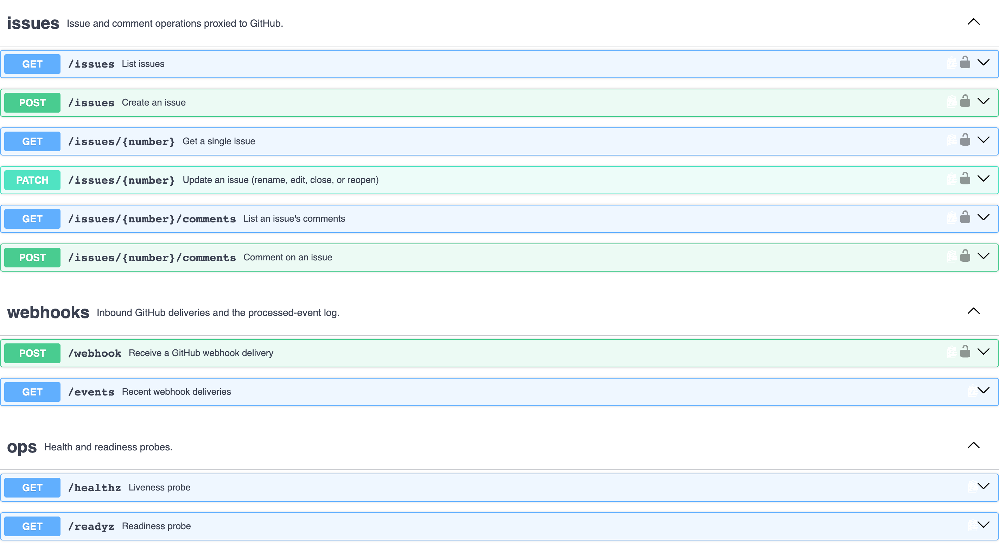 issues Issue and comment operations proxied to GitHub.
GET /issues List issues
POST /issues Create an issue
GET /issues/{number} Get a single issue
PATCH /issues/{number} Update an issue (rename, edit, close, or reopen)
GET /issues/{number}/comments List an issue's comments
POST /issues/{number}/comments Comment on an issue
webhooks Inbound GitHub deliveries and the processed-event log.
POST /webhook Receive a GitHub webhook delivery
GET /events Recent webhook deliveries
ops Health and readiness probes.
GET /healthz Liveness probe
GET /readyz Readiness probe